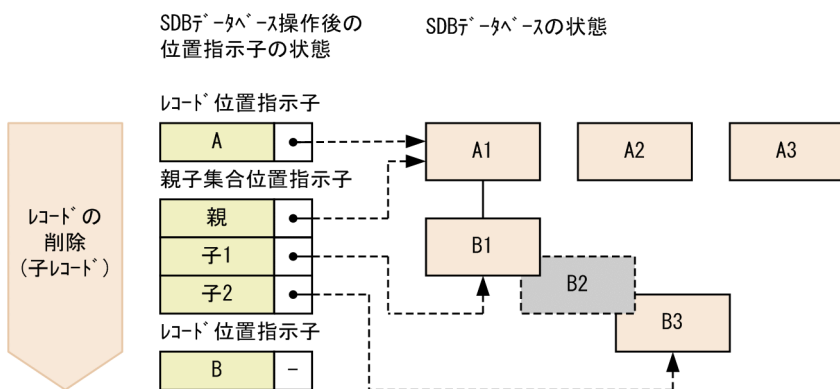 SDBﾃﾞｰﾀﾍﾞｰｽ操作後の
位置指示子の状態
SDBﾃﾞｰﾀﾍﾞｰｽの状態
ﾚｺｰﾄﾞの
削除
(子ﾚｺｰﾄﾞ)
ﾚｺｰﾄﾞ位置指示子
A
親子集合位置指示子
親
子1
子2
ﾚｺｰﾄﾞ位置指示子
B
-
A1
A2
A3
B1
B2
B3